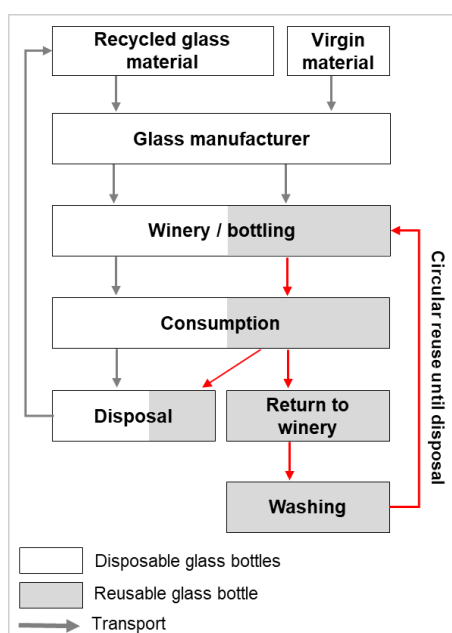 Recycled glass
material
Virgin
material
Glass manufacturer
Winery / bottling
Consumption
Disposal
Return to
winery
Washing
Circular reuse until disposal
Disposable glass bottles
Reusable glass bottle
Transport